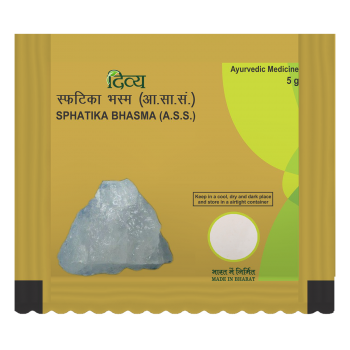 दिव्य
स्फटिका भस्म (आ.सा.सं.)
SPHATIKA BHASMA (A.S.S.)
Ayurvedic Medicine
5 g
Keep in a cool, dry and dark place
and store in a airtight container
भारत में निर्मित
MADE IN BHARAT